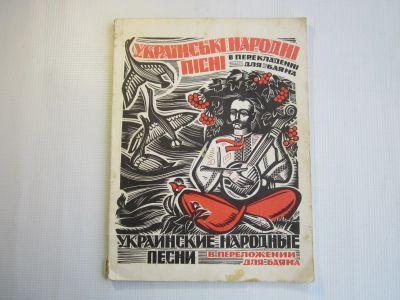 УКРАЇНСЬКІ НАРОДНІ
ПІСНІ В ПЕРЕКЛАДЕННІ
ДЛЯ БАЯНА
УКРАИНСКИЕ НАРОДНЫЕ
ПЕСНИ В ПЕРЕЛОЖЕНИИ
ДЛЯ БАЯНА